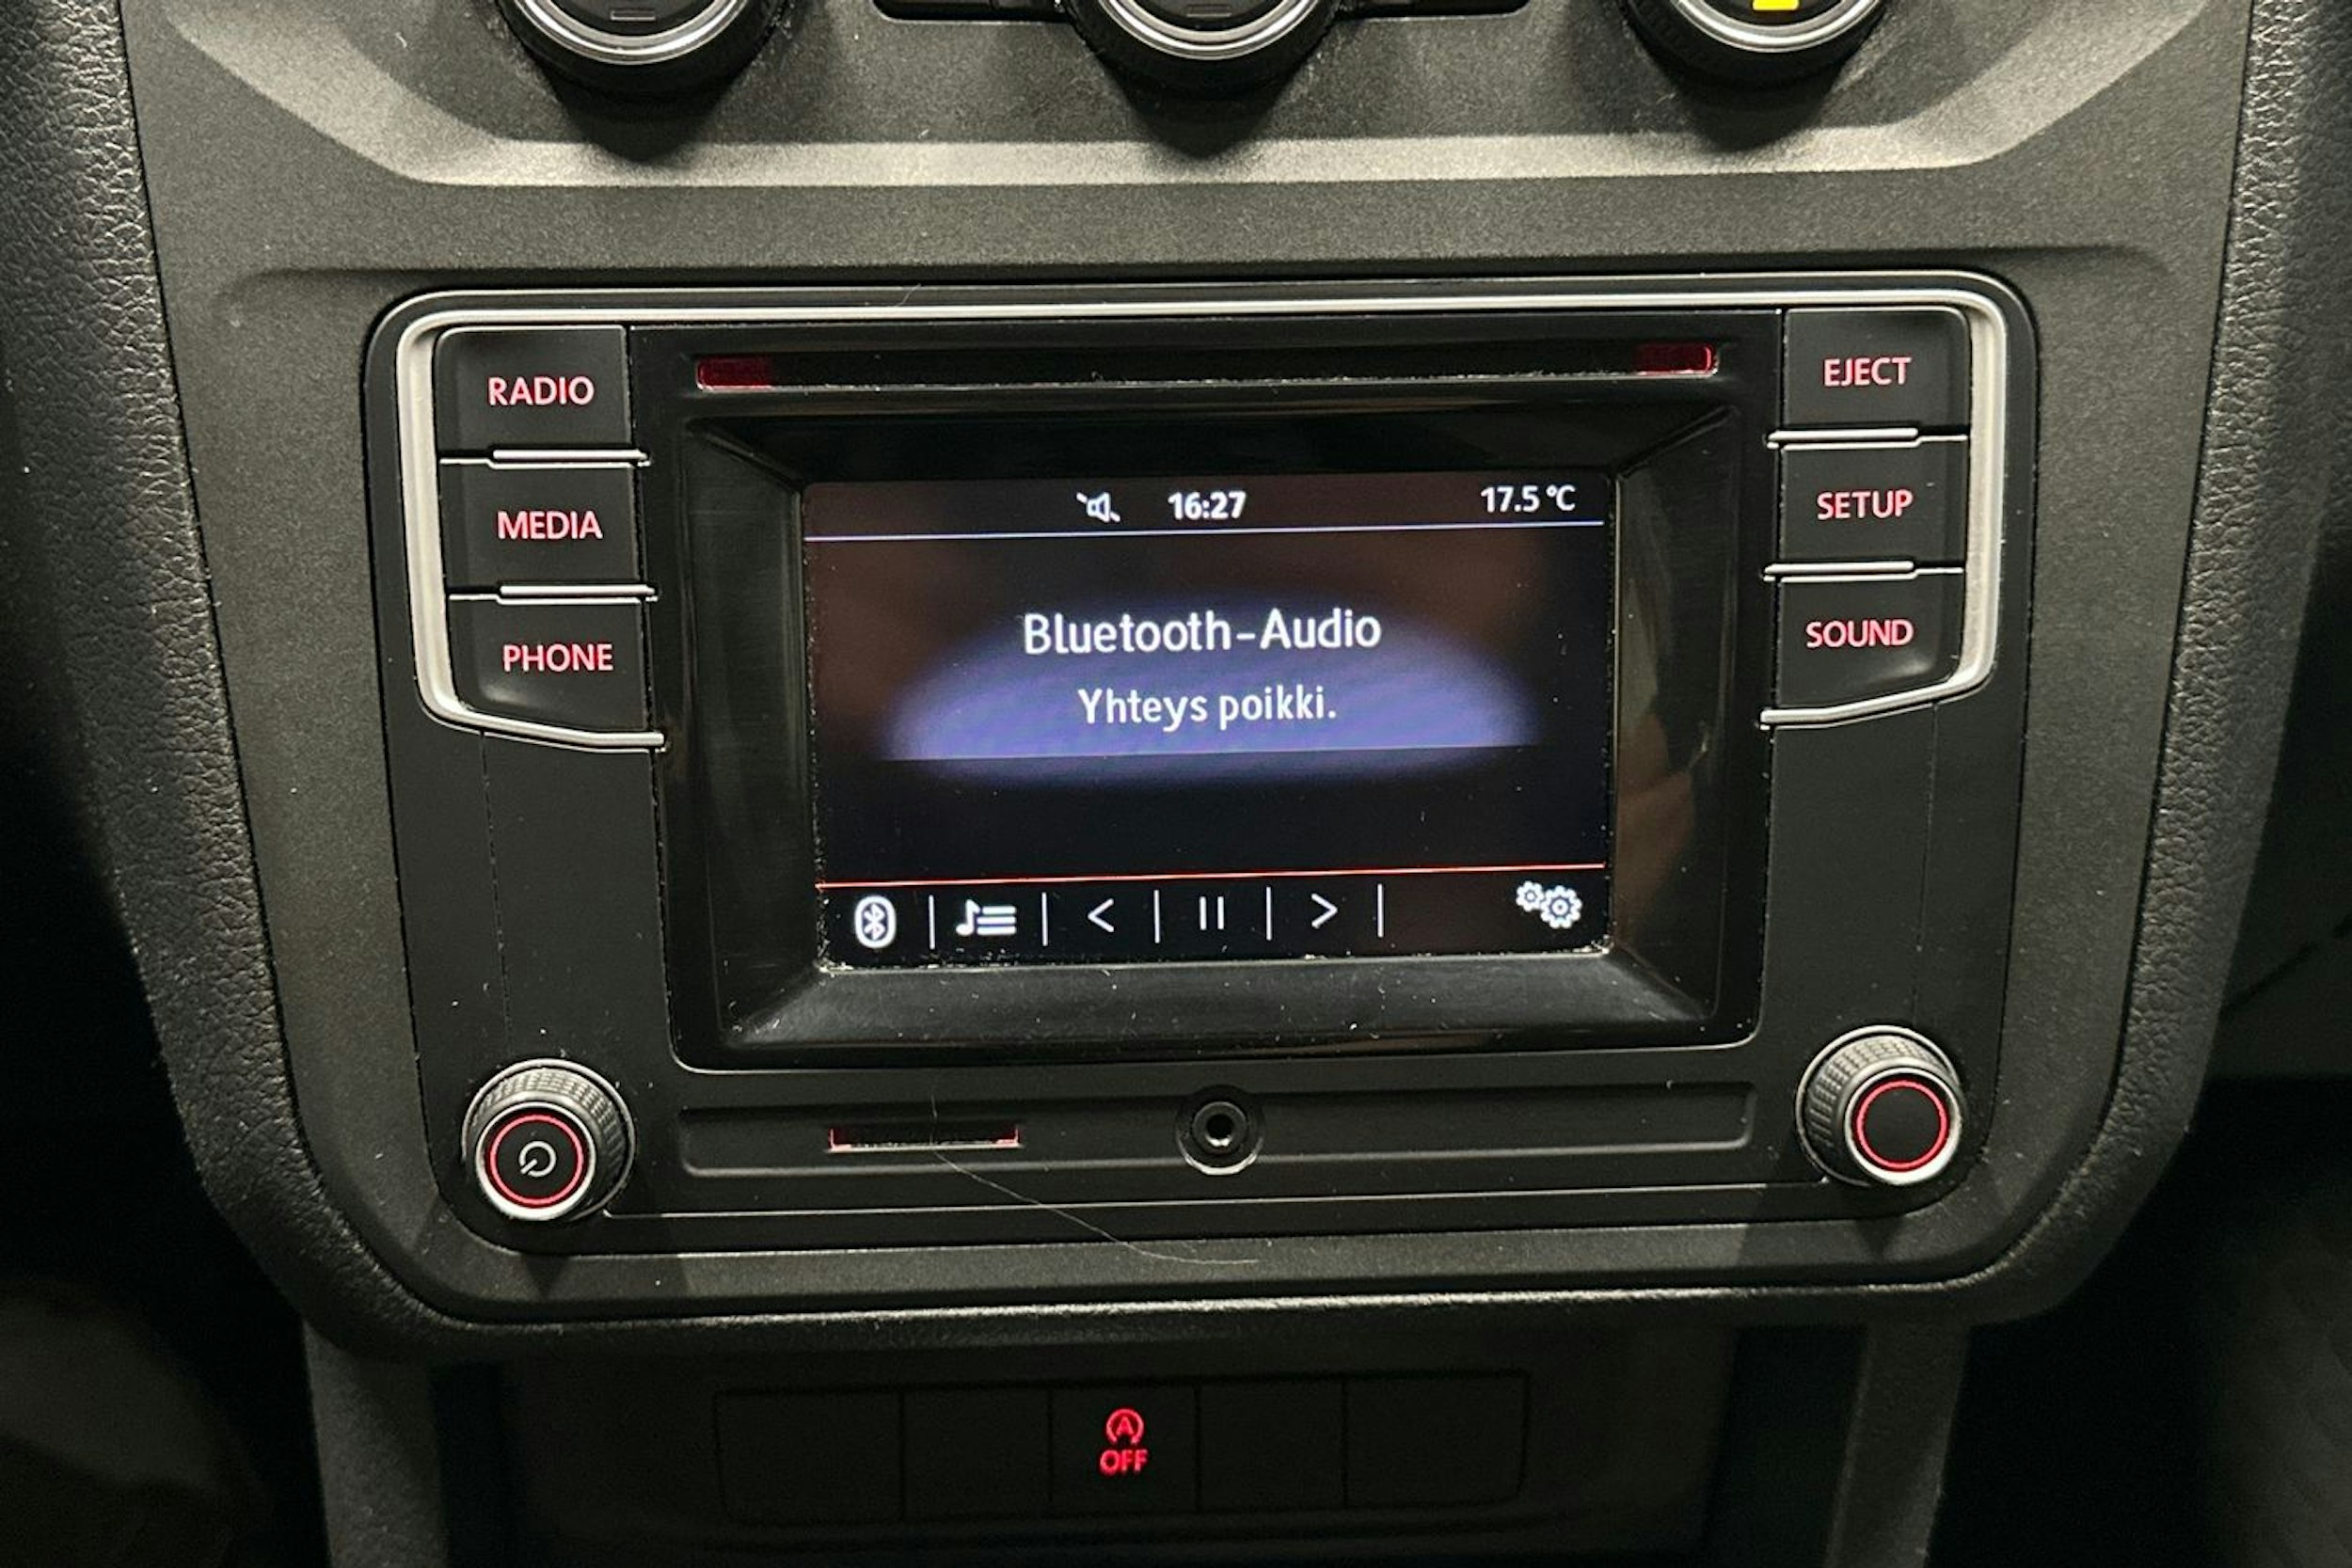 RADIO
MEDIA
PHONE
16:27
17.5 °C
Bluetooth-Audio
Yhteys poikki.
EJECT
SETUP
SOUND
A
OFF